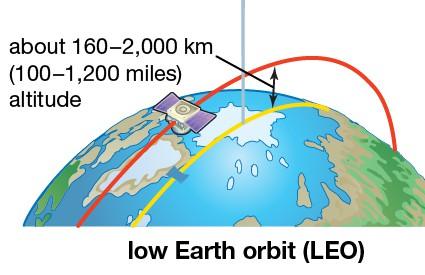 about 160–2,000 km
(100–1,200 miles)
altitude
low Earth orbit (LEO)